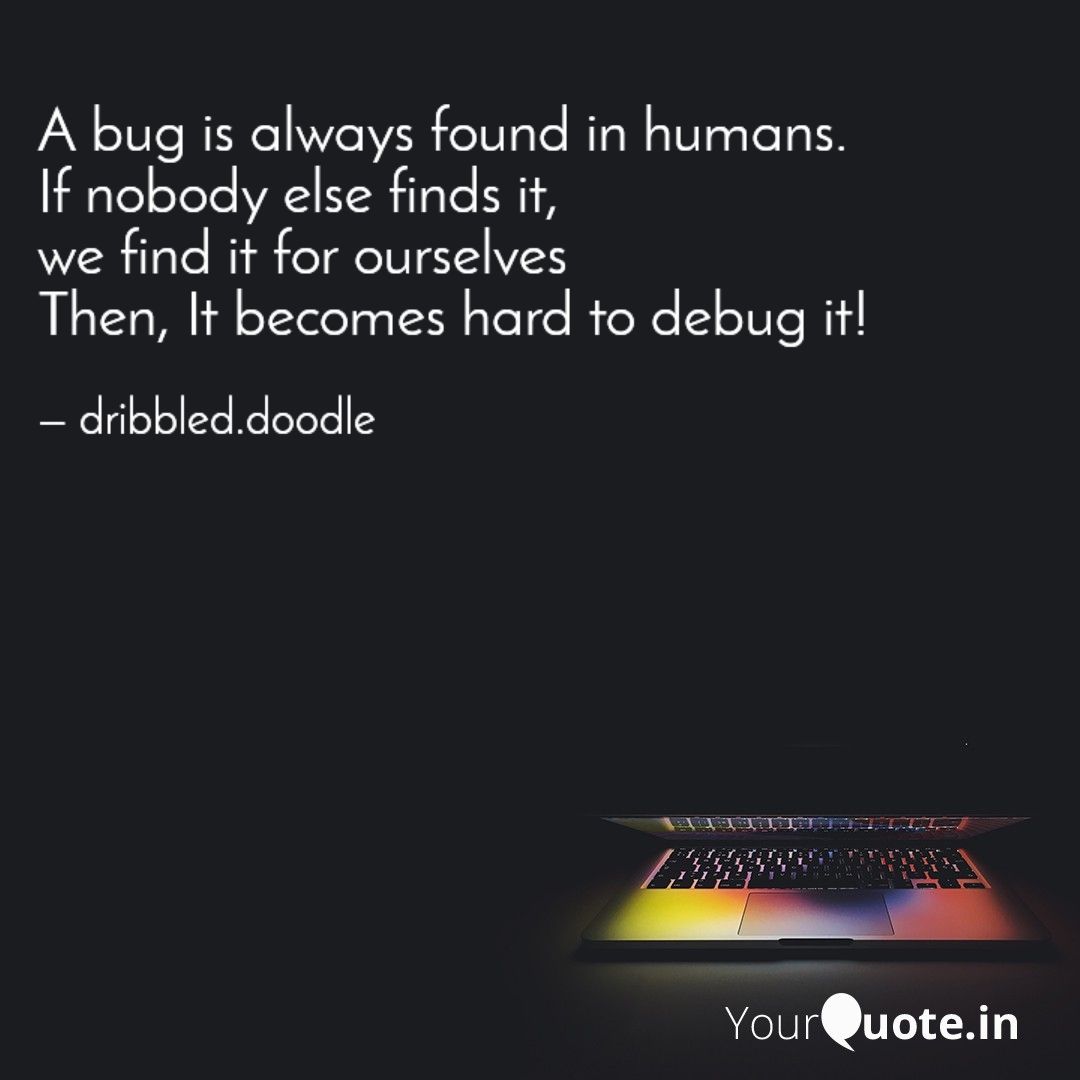 A bug is always found in humans.
If nobody else finds it,
we find it for ourselves
Then, It becomes hard to debug it!
– dribbled.doodle
YourQuote.in